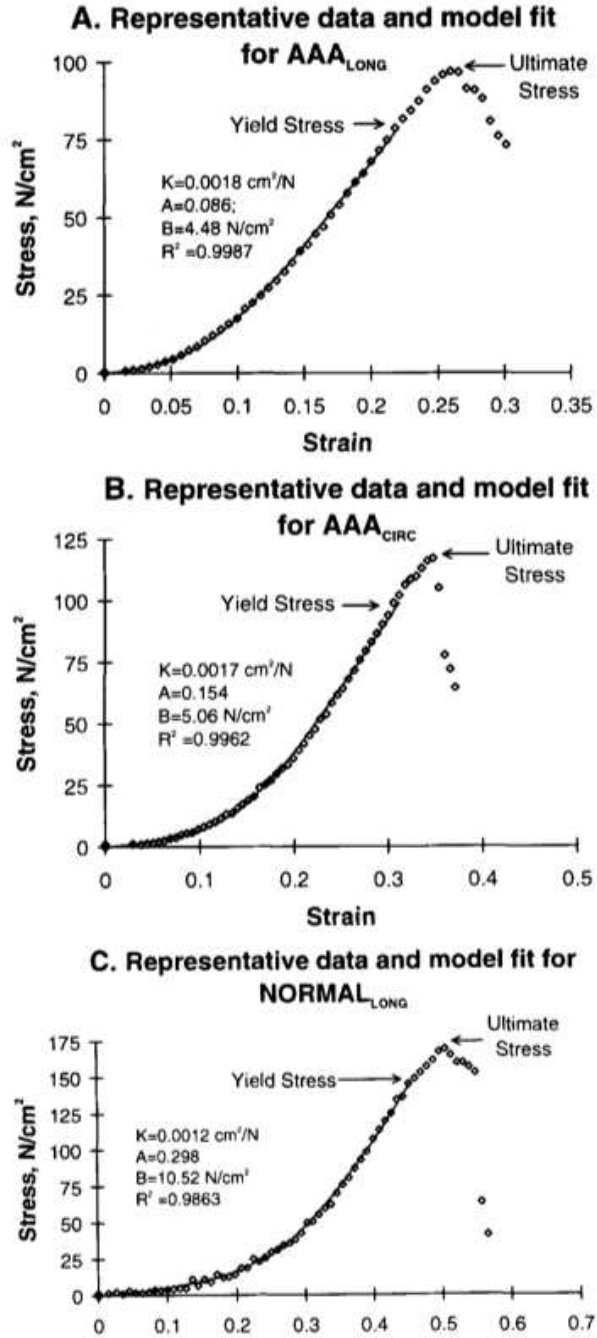 A. Representative data and model fit
for AAA_LONG
100
75
50
25
0
Stress, N/cm²
Ultimate
Stress
Yield Stress
K=0.0018 cm²/N
A=0.086;
B=4.48 N/cm²
R² =0.9987
0 0.05 0.1 0.15 0.2 0.25 0.3 0.35
Strain
B. Representative data and model fit
for AAA_CIRC
125
100
75
50
25
0
Stress, N/cm²
Ultimate
Stress
Yield Stress
K=0.0017 cm²/N
A=0.154
B=5.06 N/cm²
R² =0.9962
0 0.1 0.2 0.3 0.4 0.5
Strain
C. Representative data and model fit for
NORMAL_LONG
175
150
125
100
75
50
25
0
Stress, N/cm²
Ultimate
Stress
Yield Stress
K=0.0012 cm²/N
A=0.298
B=10.52 N/cm²
R² =0.9863
0 0.1 0.2 0.3 0.4 0.5 0.6 0.7